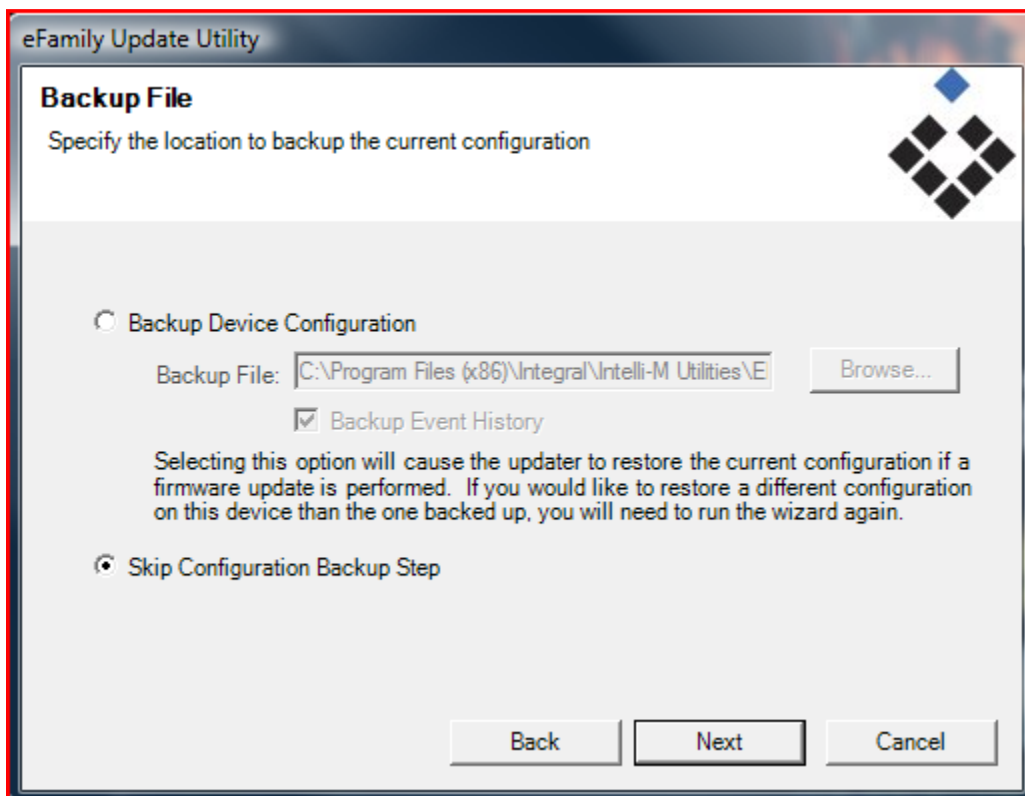 eFamily Update Utility
Backup File
Specify the location to backup the current configuration
Backup Device Configuration
Backup File: C:\Program Files (x86)\Integral\Intelli-M Utilities\E Browse...
Backup Event History
Selecting this option will cause the updater to restore the current configuration if a
firmware update is performed. If you would like to restore a different configuration
on this device than the one backed up, you will need to run the wizard again.
Skip Configuration Backup Step
Back Next Cancel